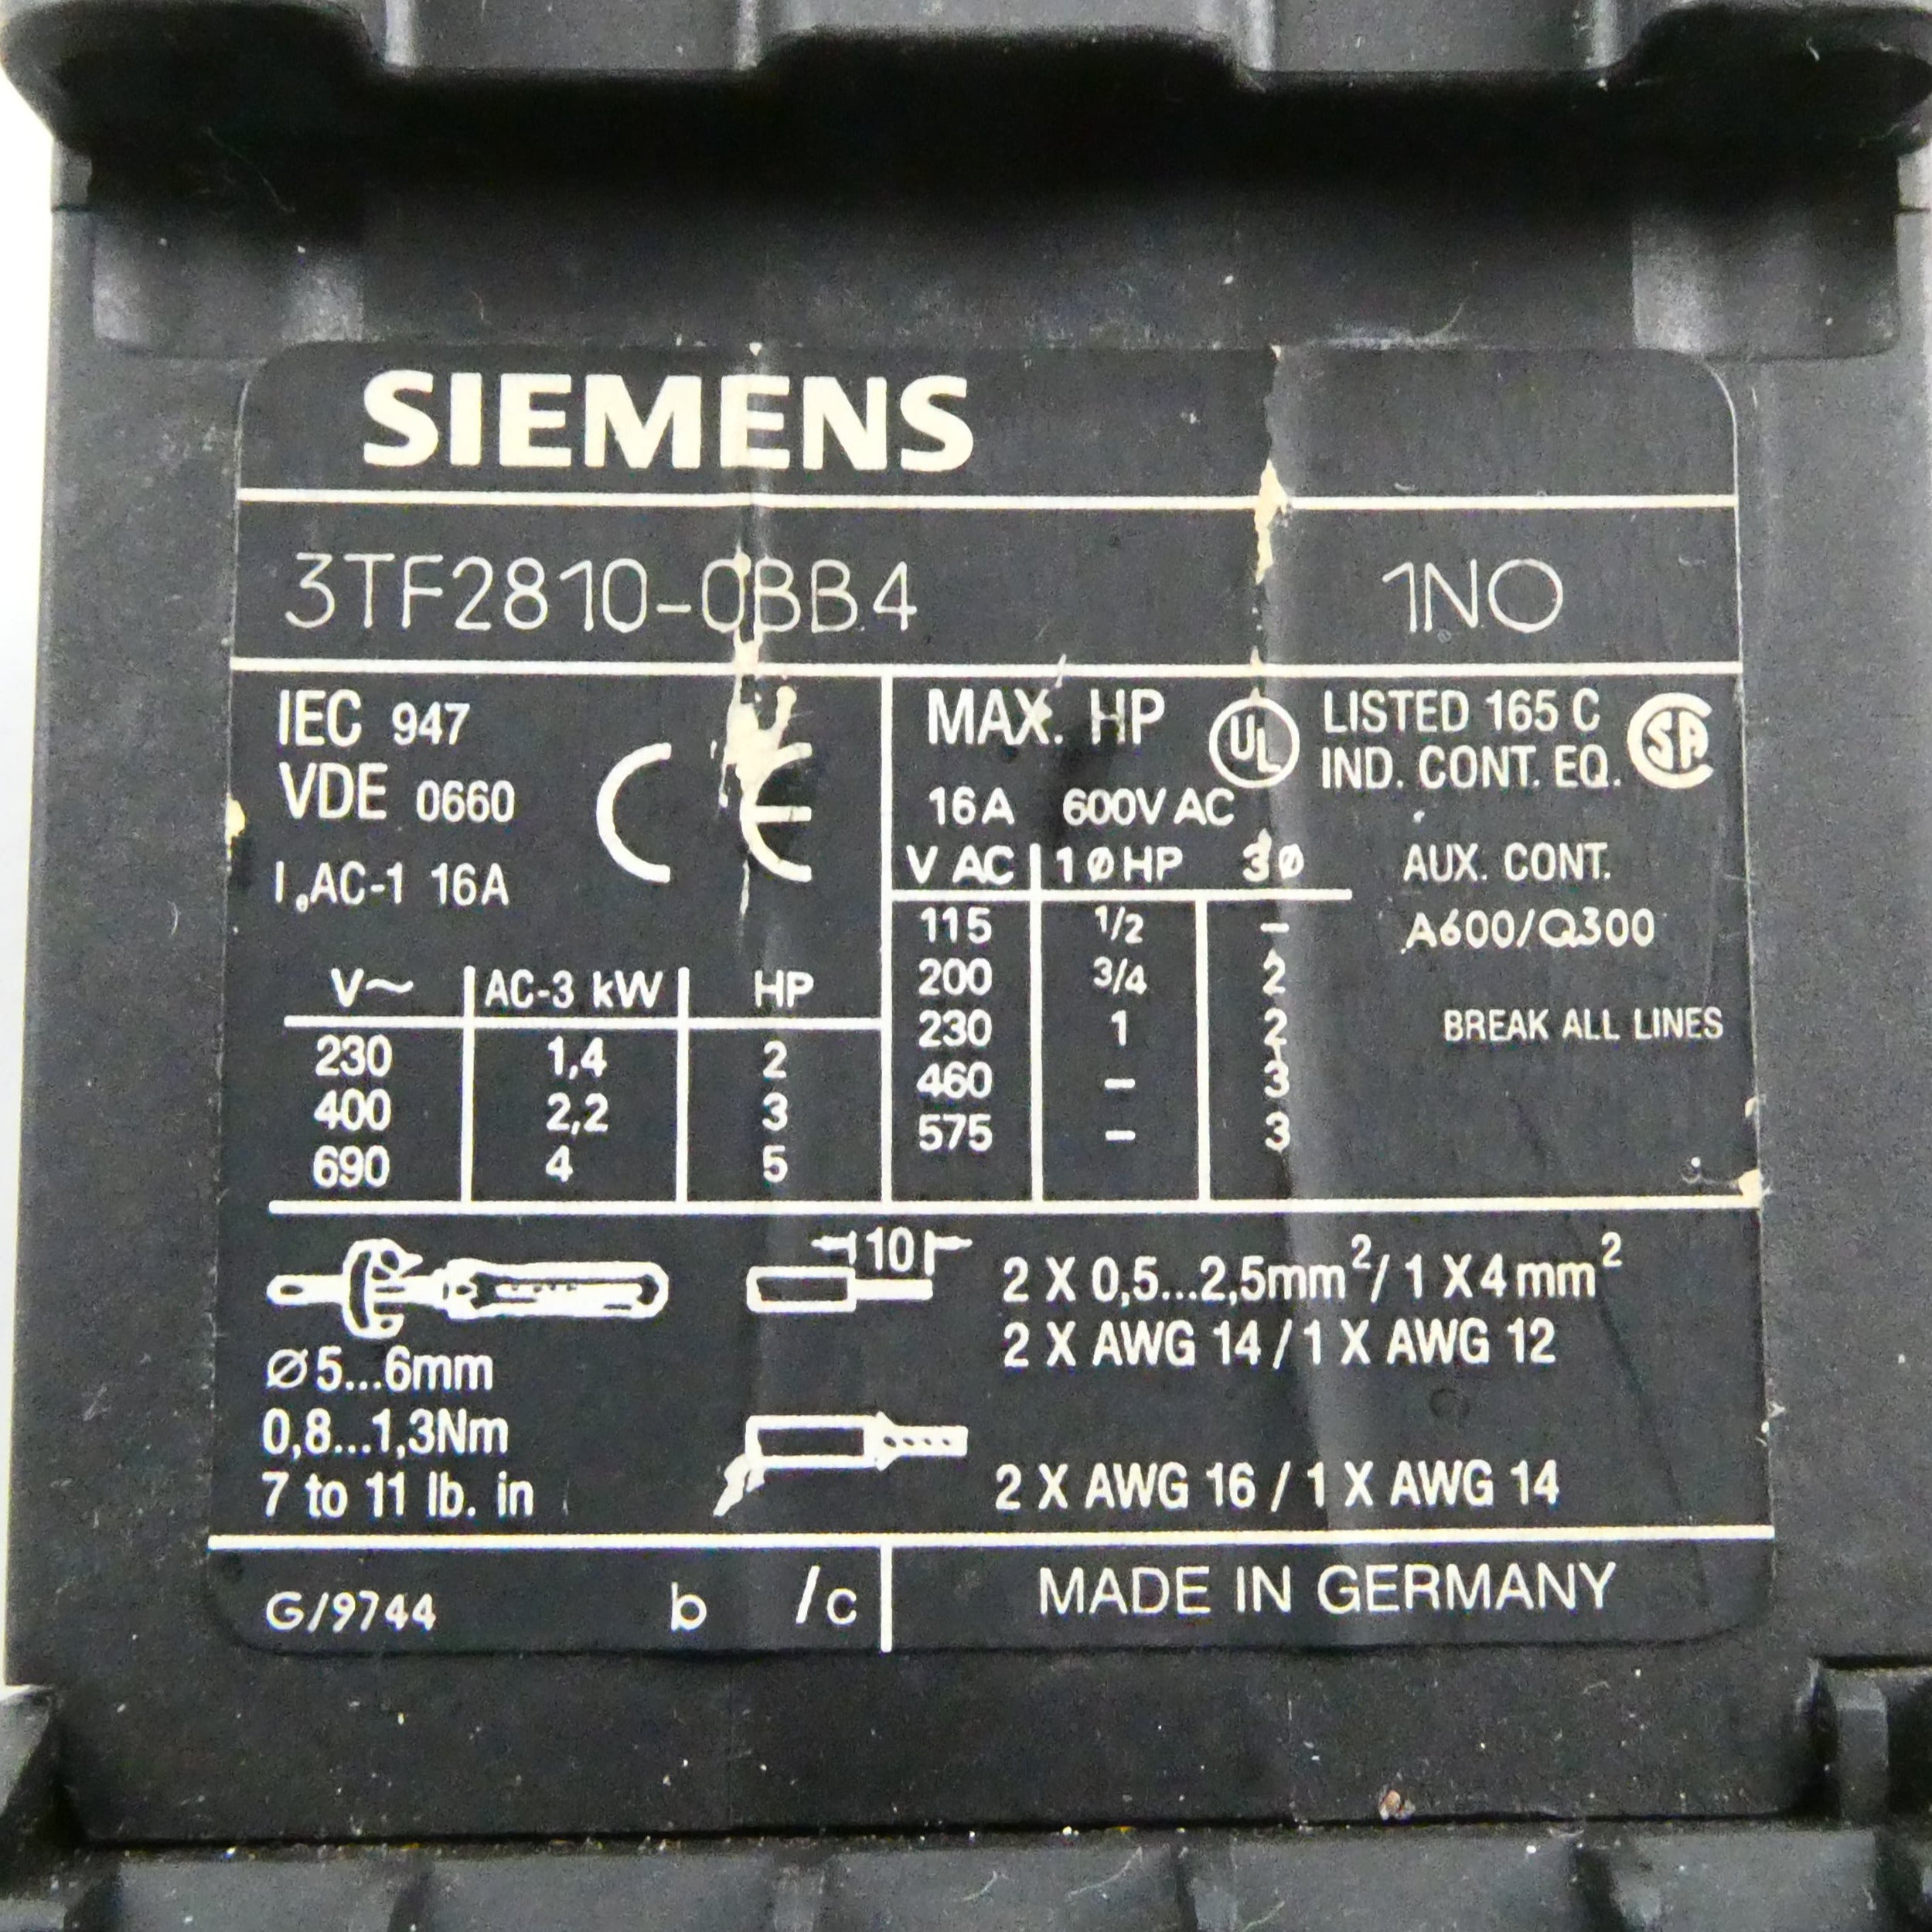 SIEMENS
3TF2810-0BB4 1NO
IEC 947
VDE 0660
CE
Ie AC-1 16A
V~ AC-3 kW HP
230 1,4 2
400 2,2 3
690 4 5
MAX. HP UL LISTED 165 C SA
IND. CONT. EQ.
16A 600V AC
V AC 1Ø HP 3Ø
115 1/2 –
200 3/4 2
230 1 2
460 – 3
575 – 3
AUX. CONT.
A600/Q300
BREAK ALL LINES
Ø5...6mm
0,8...1,3Nm
7 to 11 lb. in
10
2 X 0,5...2,5mm²/ 1 X 4 mm²
2 X AWG 14 / 1 X AWG 12
2 X AWG 16 / 1 X AWG 14
G/9744 b /c
MADE IN GERMANY